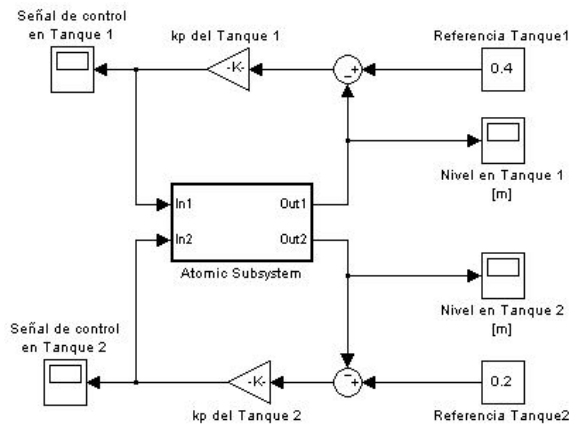 Señal de control
en Tanque 1
kp del Tanque 1
-K-
Referencia Tanque1
0.4
Nivel en Tanque 1
[m]
In1
Out1
In2
Out2
Atomic Subsystem
Nivel en Tanque 2
[m]
Señal de control
en Tanque 2
-K-
kp del Tanque 2
0.2
Referencia Tanque2